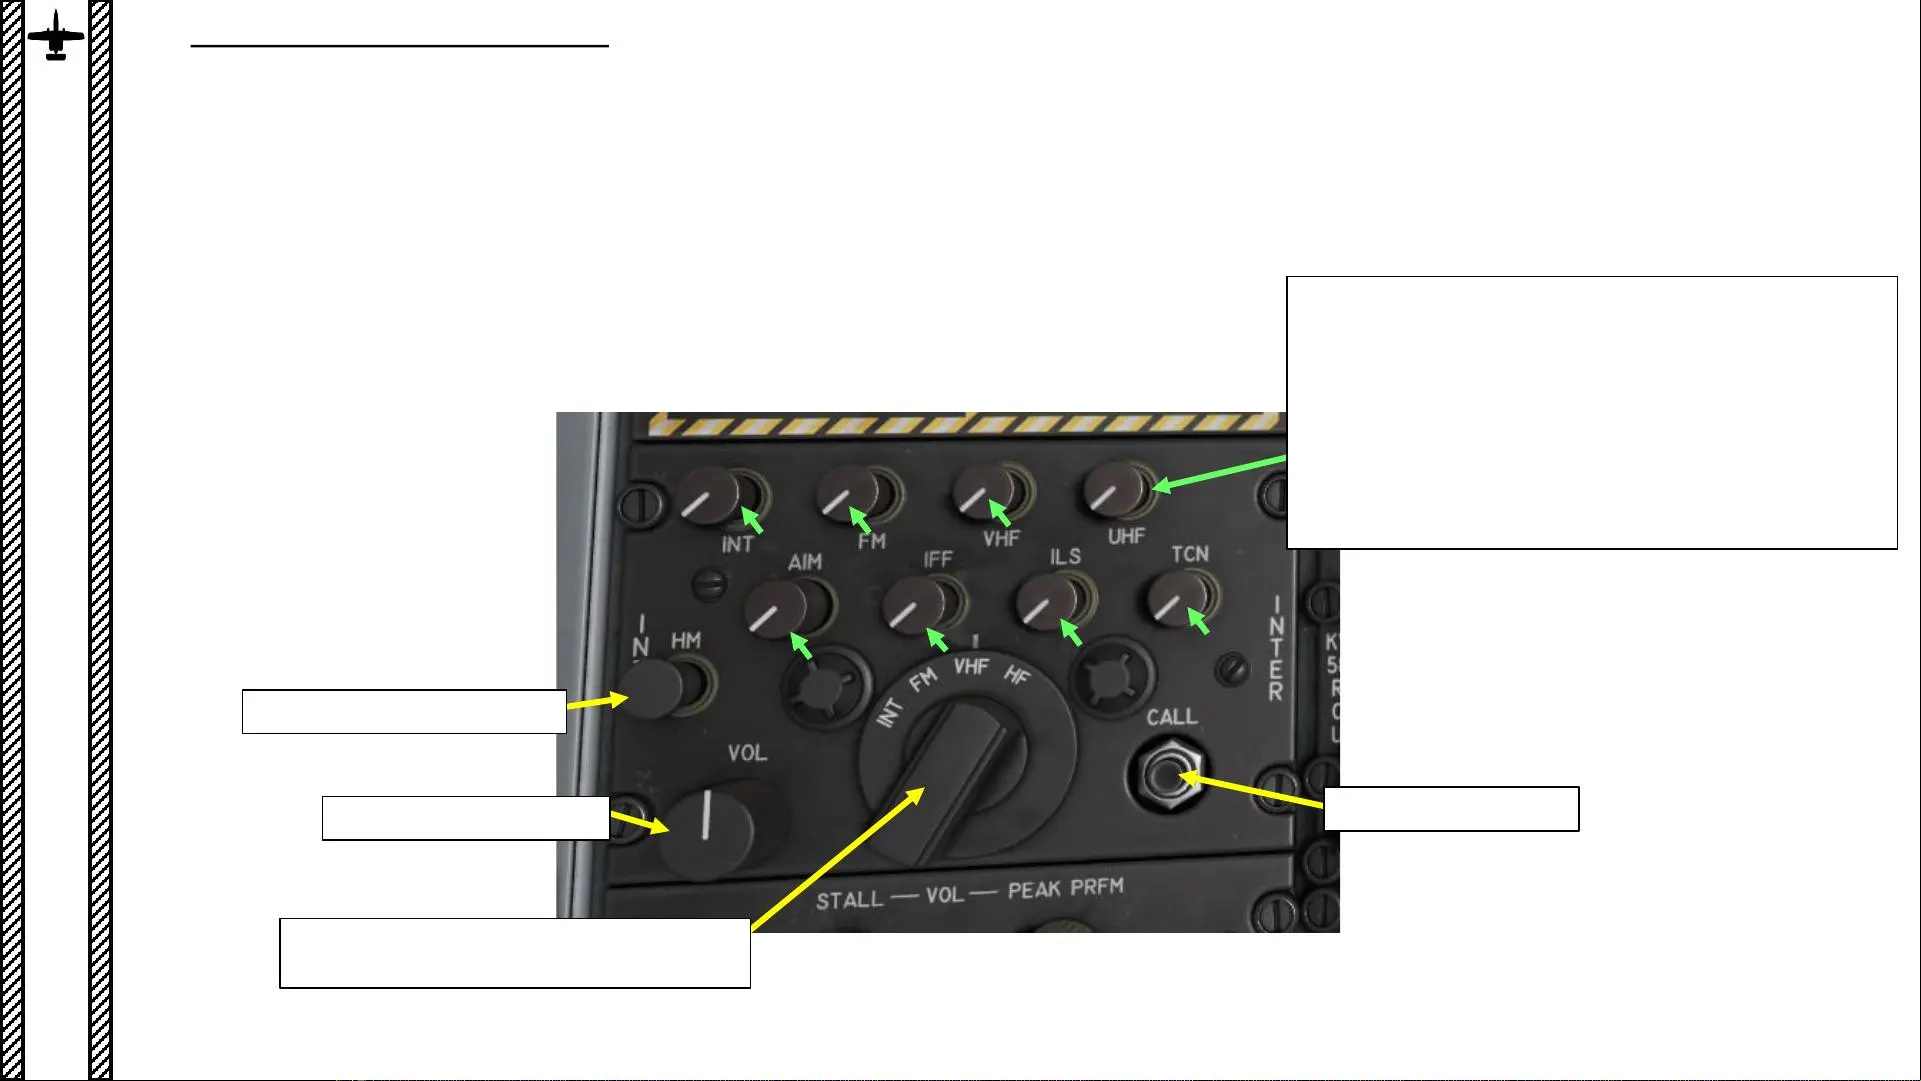 INT FM VHF UHF
AIM IFF ILS TCN
HM
INT FM VHF HF
INTER
CALL
VOL
STALL — VOL — PEAK PRFM